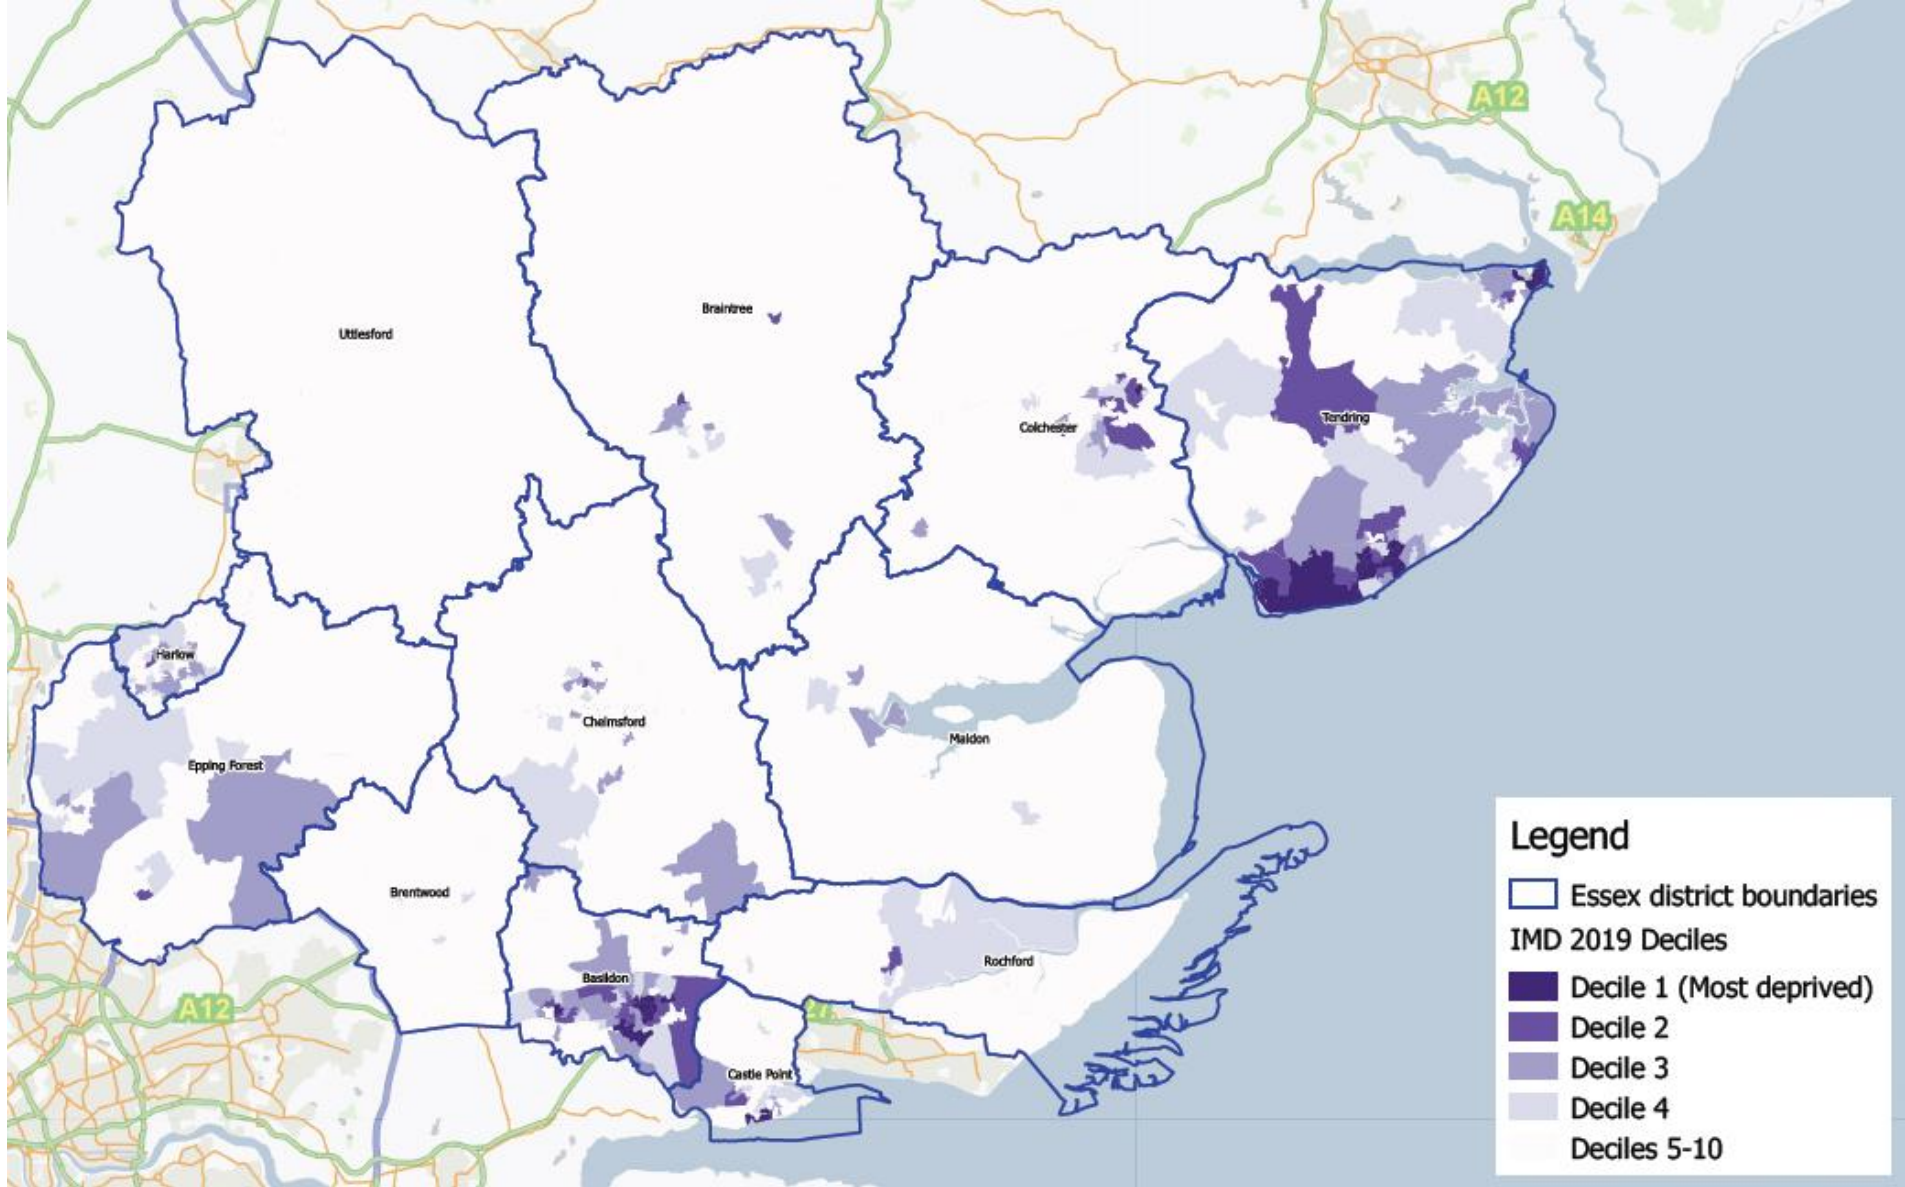 A12
A14
Uttlesford
Braintree
Colchester
Tendring
Harlow
Chelmsford
Maldon
Epping Forest
Brentwood
Rochford
Basildon
A12
Castle Point
Legend
Essex district boundaries
IMD 2019 Deciles
Decile 1 (Most deprived)
Decile 2
Decile 3
Decile 4
Deciles 5-10